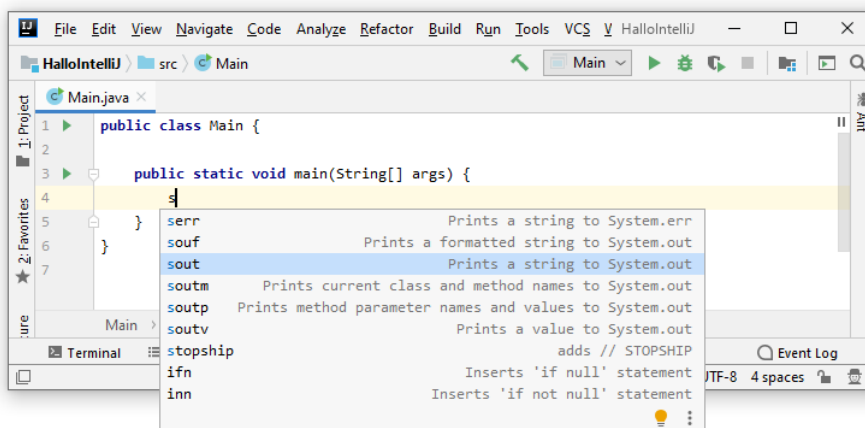 IJ File Edit View Navigate Code Analyze Refactor Build Run Tools VCS V HalloIntelliJ
HalloIntelliJ src Main Main
Main.java
1: Project
2: Favorites
Ant
1 public class Main {
2
3 public static void main(String[] args) {
4 s
5 }
6 }
7
serr Prints a string to System.err
souf Prints a formatted string to System.out
sout Prints a string to System.out
soutm Prints current class and method names to System.out
soutp Prints method parameter names and values to System.out
soutv Prints a value to System.out
stopship adds // STOPSHIP
ifn Inserts 'if null' statement
inn Inserts 'if not null' statement
Main
Terminal Event Log
UTF-8 4 spaces